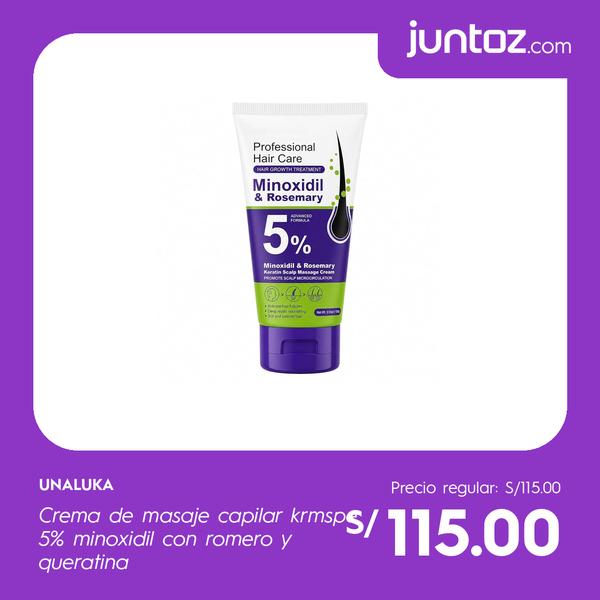 juntoz.com
Professional
Hair Care
HAIR GROWTH TREATMENT
Minoxidil
& Rosemary
5%
ADVANCED
FORMULA
Minoxidil & Rosemary
Keratin Scalp Massage Cream
PROMOTE SCALP MICROCIRCULATION
UNALUKA
Precio regular: S/115.00
Crema de masaje capilar krmspe
5% minoxidil con romero y
queratina
S/ 115.00